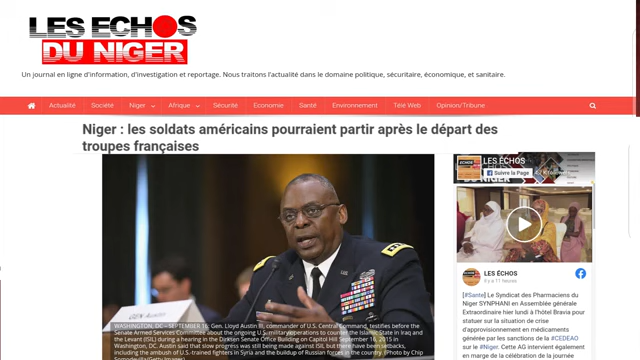 LES ECHOS
DU NIGER
Un journal en ligne d'information, d'investigation et reportage. Nous traitons l'actualité dans le domaine politique, sécuritaire, économique, et sanitaire.
Actualité Société Niger Afrique Sécurité Economie Santé Environnement Télé Web Opinion/Tribune
Niger : les soldats américains pourraient partir après le départ des
troupes françaises
WASHINGTON, DC - SEPTEMBER 16: Gen. Lloyd Austin III, commander of U.S. Central Command, testifies before the
Senate Armed Services Committee about the ongoing U.S. military operations to counter the Islamic State in Iraq and
the Levant (ISIL) during a hearing in the Dirksen Senate Office Building on Capitol Hill September 16, 2015 in
Washington, DC. Austin said that slow progress was still being made against ISIL but there have been setbacks,
including the ambush of U.S.-trained fighters in Syria and the buildup of Russian forces in the country. (Photo by Chip
LES ÉCHOS
Suivre la Page
LES ÉCHOS
Il y a 11 heures
[#Sante] Le Syndicat des Pharmaciens du
Niger SYNPHANI en Assemblée générale
Extraordinaire hier lundi à l'hôtel Bravia pour
statuer sur la situation de crise
d'approvisionnement en médicaments
générée par les sanctions de la #CEDEAO
sur le #Niger. Cette AG intervient également
en marge de la célébration de la journée